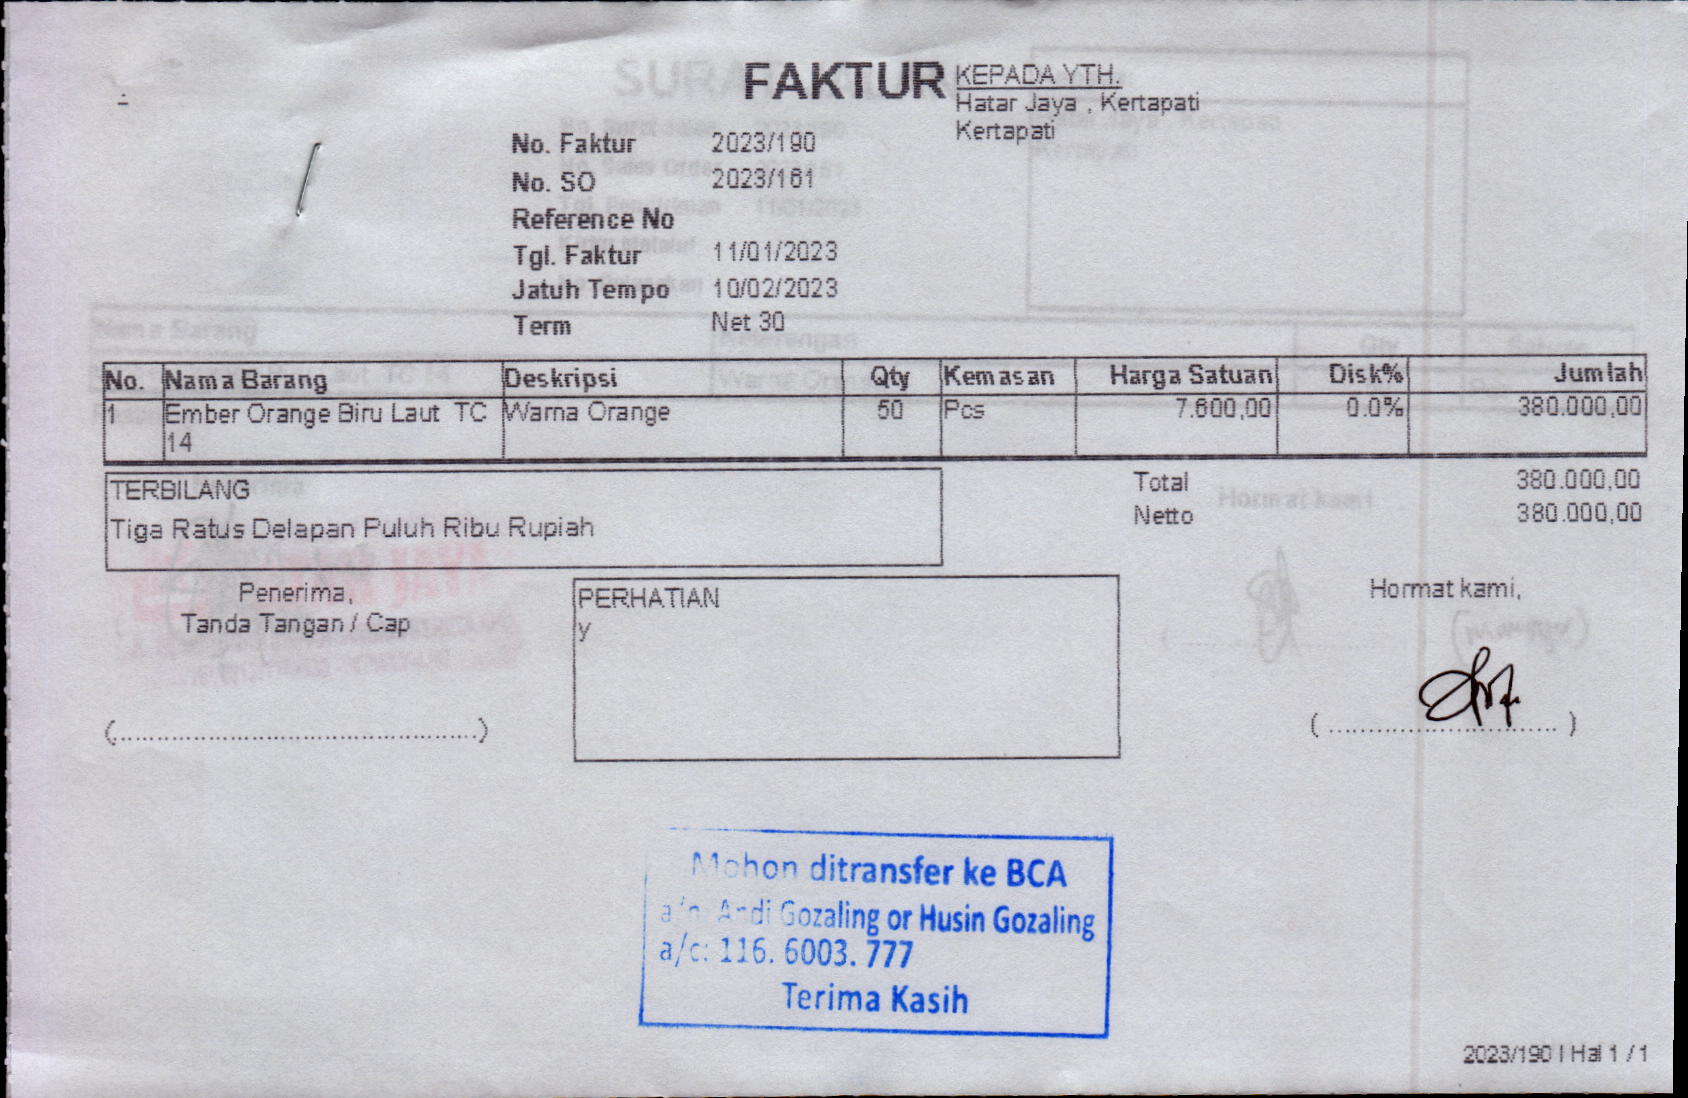 FAKTUR
KEPADA YTH.
Hatar Jaya , Kertapati
Kertapati
No. Faktur 2023/190
No. SO 2023/161
Reference No
Tgl. Faktur 11/01/2023
Jatuh Tempo 10/02/2023
Term Net 30
No. Nama Barang Deskripsi Qty Kemasan Harga Satuan Disk% Jumlah
1 Ember Orange Biru Laut TC Warna Orange 50 Pcs 7.600,00 0.0% 380.000,00
14
TERBILANG
Tiga Ratus Delapan Puluh Ribu Rupiah
Total 380.000,00
Netto 380.000,00
Penerima,
Tanda Tangan / Cap
(................................................)
PERHATIAN
y
Hormat kami,
( .............................. )
Mohon ditransfer ke BCA
a/n. Andi Gozaling or Husin Gozaling
a/c: 116. 6003. 777
Terima Kasih
2023/190 | Hal 1 / 1